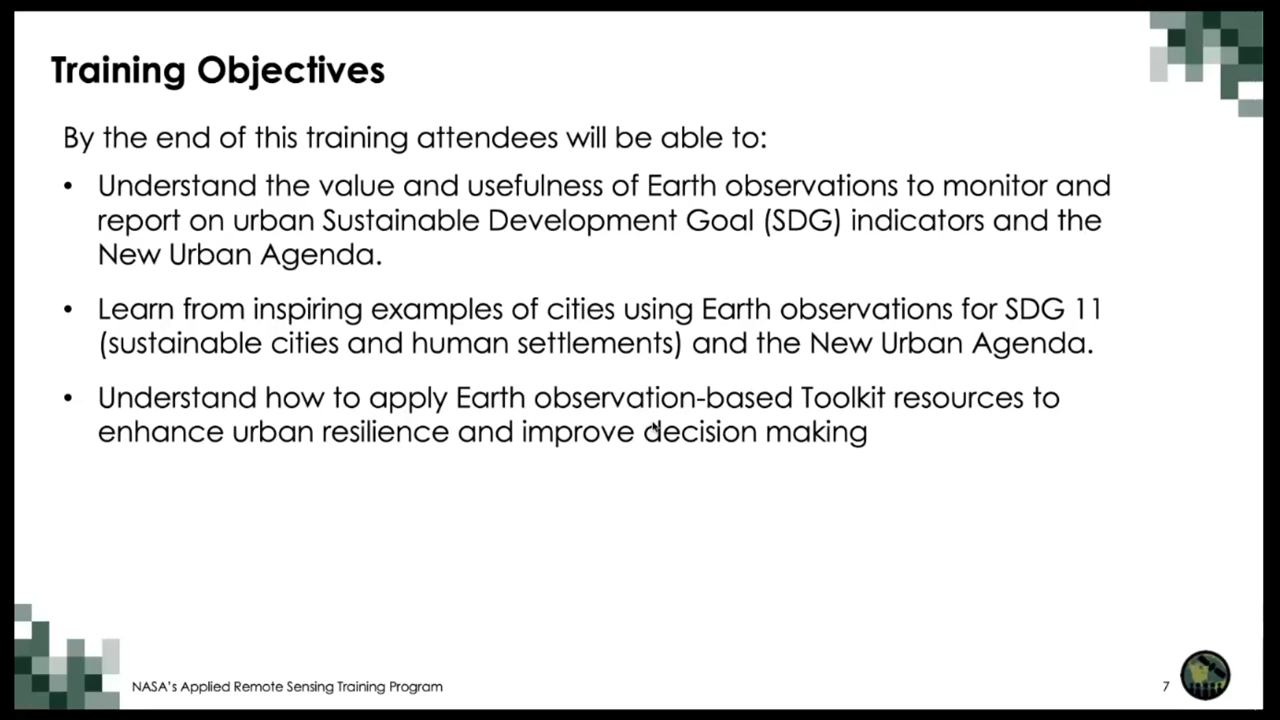 Training Objectives
By the end of this training attendees will be able to:
• Understand the value and usefulness of Earth observations to monitor and
report on urban Sustainable Development Goal (SDG) indicators and the
New Urban Agenda.
• Learn from inspiring examples of cities using Earth observations for SDG 11
(sustainable cities and human settlements) and the New Urban Agenda.
• Understand how to apply Earth observation-based Toolkit resources to
enhance urban resilience and improve decision making
NASA's Applied Remote Sensing Training Program
7